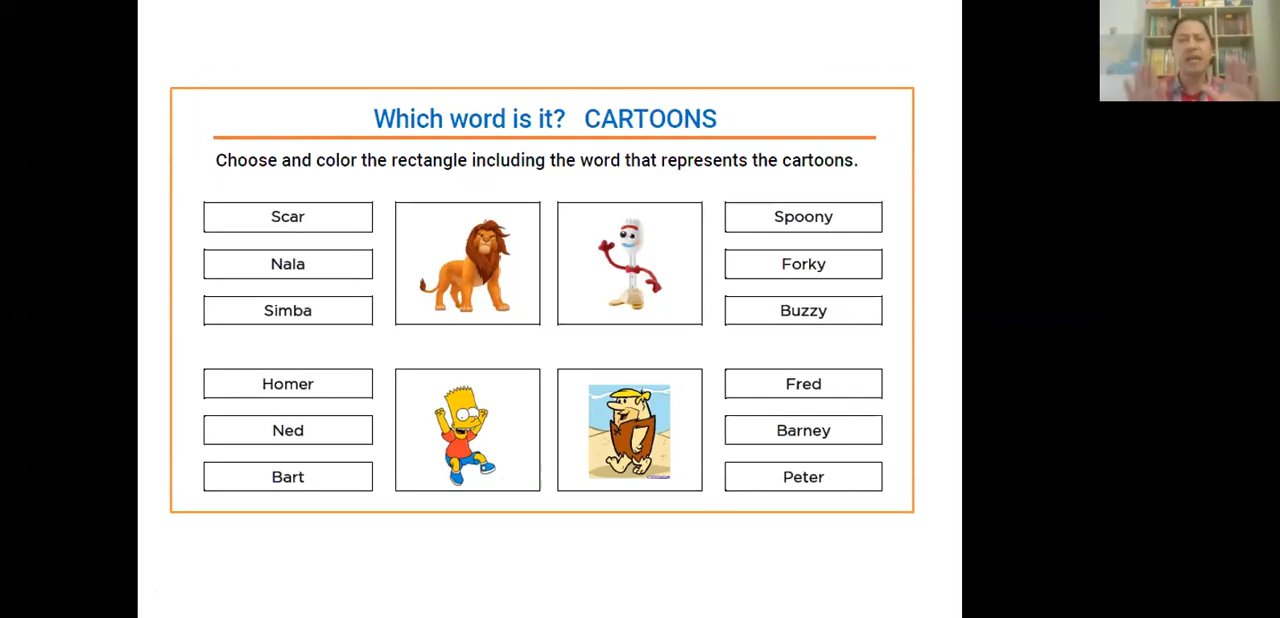 Which word is it? CARTOONS
Choose and color the rectangle including the word that represents the cartoons.
Scar
Nala
Simba
Spoony
Forky
Buzzy
Homer
Ned
Bart
Fred
Barney
Peter